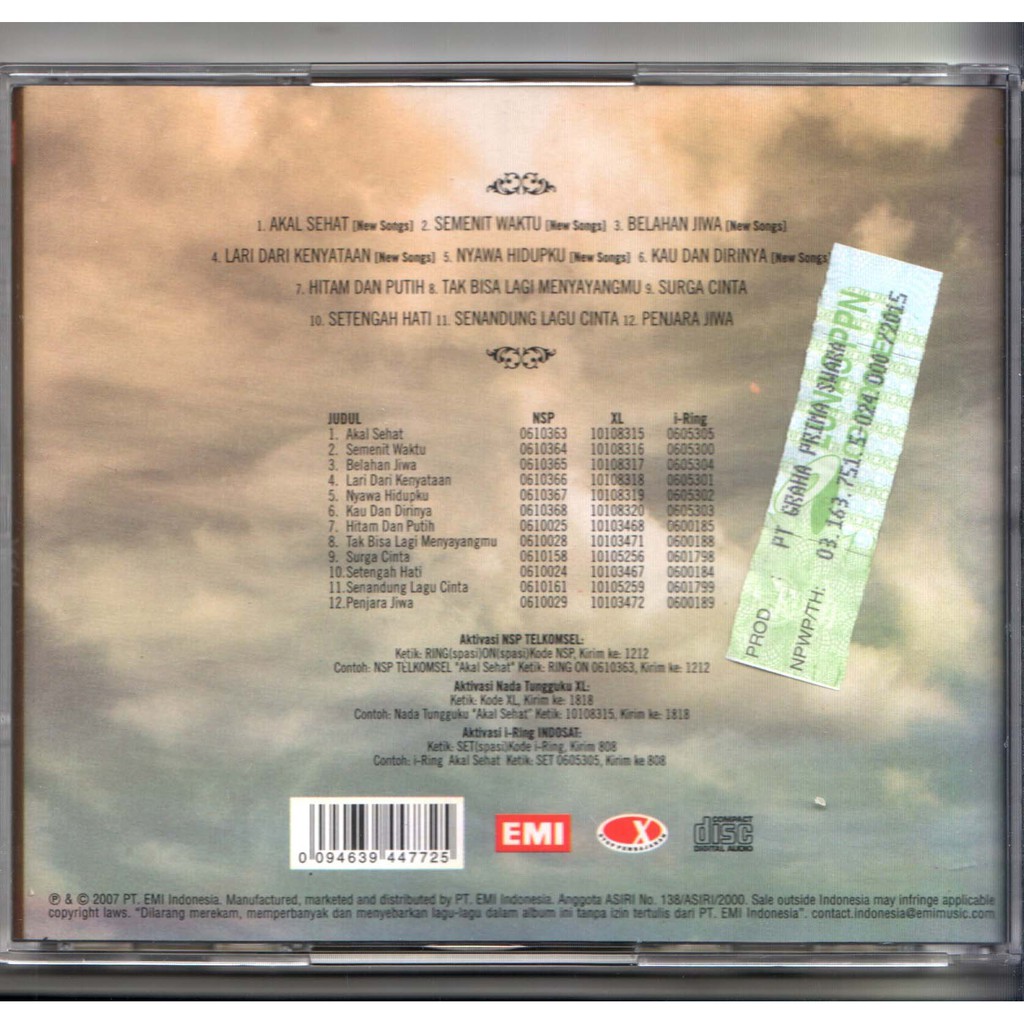 1. AKAL SEHAT [New Songs] 2. SEMENIT WAKTU [New Songs] 3. BELAHAN JIWA [New Songs]
4. LARI DARI KENYATAAN [New Songs] 5. NYAWA HIDUPKU [New Songs] 6. KAU DAN DIRINYA [New Songs]
7. HITAM DAN PUTIH 8. TAK BISA LAGI MENYAYANGMU 9. SURGA CINTA
10. SETENGAH HATI 11. SENANDUNG LAGU CINTA 12. PENJARA JIWA
JUDUL NSP XL i-Ring
1. Akal Sehat 0610363 10108315 0605305
2. Semenit Waktu 0610364 10108316 0605300
3. Belahan Jiwa 0610365 10108317 0605304
4. Lari Dari Kenyataan 0610366 10108318 0605301
5. Nyawa Hidupku 0610367 10108319 0605302
6. Kau Dan Dirinya 0610368 10108320 0605303
7. Hitam Dan Putih 0610025 10103468 0600185
8. Tak Bisa Lagi Menyayangmu 0610028 10103471 0600188
9. Surga Cinta 0610158 10105256 0601798
10. Setengah Hati 0610024 10103467 0600184
11. Senandung Lagu Cinta 0610161 10105259 0601799
12. Penjara Jiwa 0610029 10103472 0600189
Aktivasi NSP TELKOMSEL:
Ketik: RING(spasi)ON(spasi)Kode NSP, Kirim ke: 1212
Contoh: NSP TELKOMSEL "Akal Sehat" Ketik: RING ON 0610363, Kirim ke: 1212
Aktivasi Nada Tungguku XL:
Ketik: Kode XL, Kirim ke: 1818
Contoh: Nada Tungguku "Akal Sehat" Ketik: 10108315, Kirim ke: 1818
Aktivasi i-Ring INDOSAT:
Ketik: SET(spasi)Kode i-Ring, Kirim 808
Contoh: i-Ring Akal Sehat Ketik: SET 0605305, Kirim ke 808
PROD PT GRAHA PRIMA SWARA
NPWP/TH: 03.163.751.5-024.000 /2015
LUNAS PPN
0 094639 447725
EMI
X
STOP PEMBAJAKAN
COMPACT
disc
DIGITAL AUDIO
℗ & © 2007 PT. EMI Indonesia. Manufactured, marketed and distributed by PT. EMI Indonesia. Anggota ASIRI No. 138/ASIRI/2000. Sale outside Indonesia may infringe applicable
copyright laws. "Dilarang merekam, memperbanyak dan menyebarkan lagu-lagu dalam album ini tanpa izin tertulis dari PT. EMI Indonesia". contact.indonesia@emimusic.com